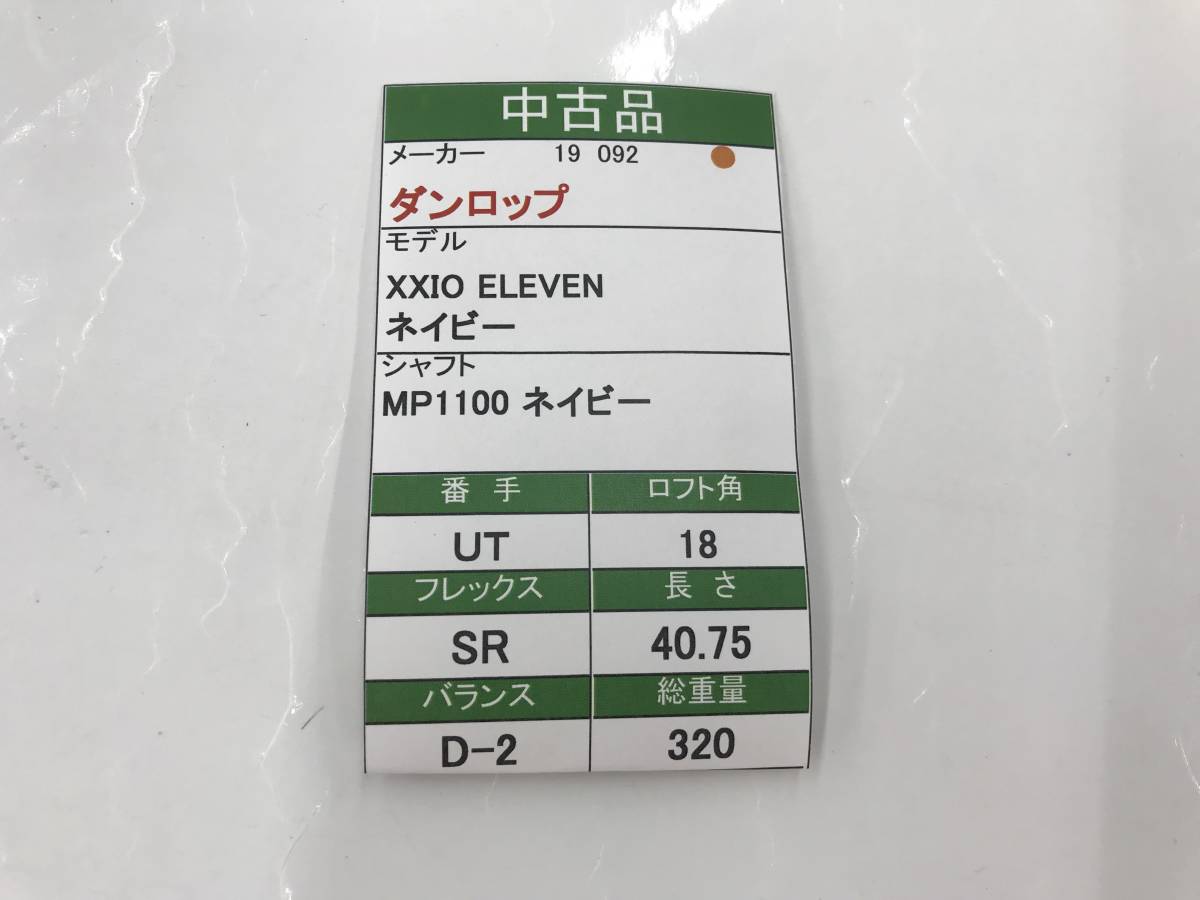 中古品
メーカー 19 092
ダンロップ
モデル
XXIO ELEVEN
ネイビー
シャフト
MP1100 ネイビー
番手 ロフト角
UT 18
フレックス 長さ
SR 40.75
バランス 総重量
D-2 320